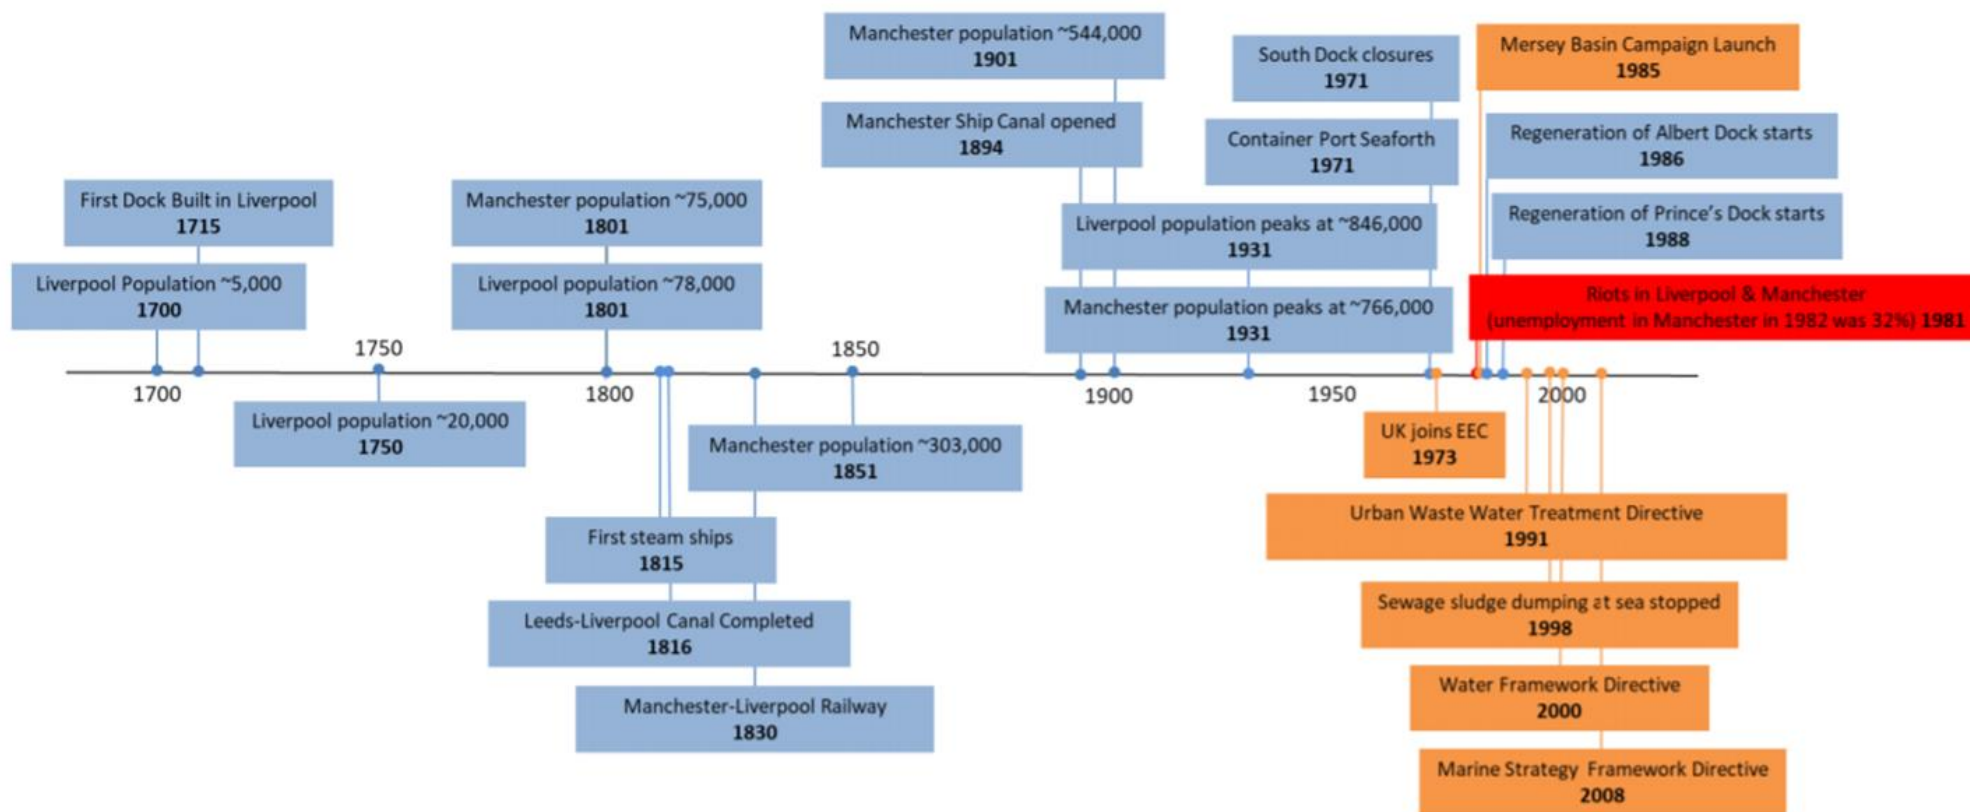 Manchester population ~544,000
1901
South Dock closures
1971
Mersey Basin Campaign Launch
1985
Manchester Ship Canal opened
1894
Container Port Seaforth
1971
Regeneration of Albert Dock starts
1986
First Dock Built in Liverpool
1715
Manchester population ~75,000
1801
Liverpool population peaks at ~846,000
1931
Regeneration of Prince's Dock starts
1988
Liverpool Population ~5,000
1700
Liverpool population ~78,000
1801
Manchester population peaks at ~766,000
1931
Riots in Liverpool & Manchester
(unemployment in Manchester in 1982 was 32%) 1981
1750
1850
1700
1800
1900
1950
2000
Liverpool population ~20,000
1750
Manchester population ~303,000
1851
UK joins EEC
1973
First steam ships
1815
Urban Waste Water Treatment Directive
1991
Leeds-Liverpool Canal Completed
1816
Sewage sludge dumping at sea stopped
1998
Manchester-Liverpool Railway
1830
Water Framework Directive
2000
Marine Strategy Framework Directive
2008